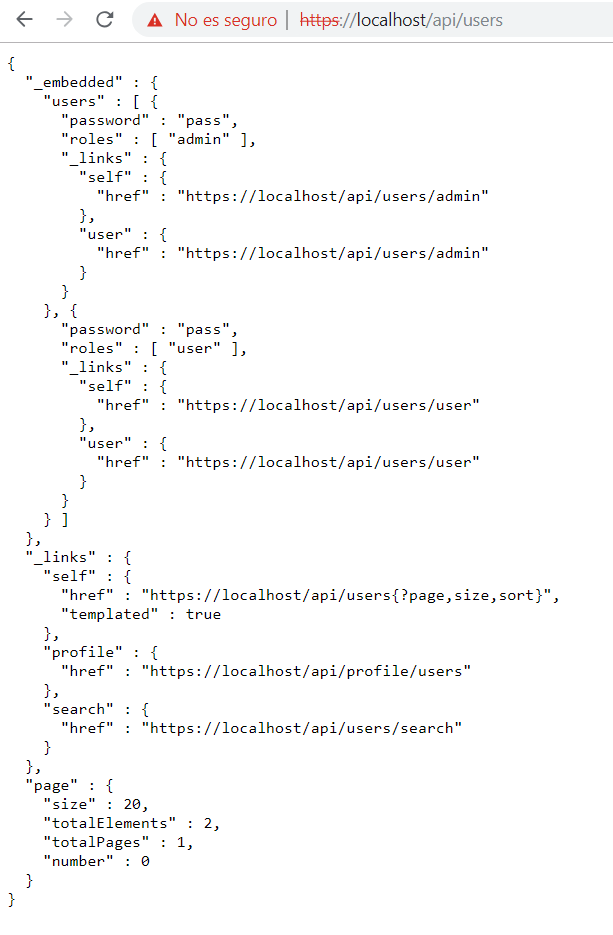 No es seguro | https://localhost/api/users
{
  "_embedded" : {
    "users" : [ {
      "password" : "pass",
      "roles" : [ "admin" ],
      "_links" : {
        "self" : {
          "href" : "https://localhost/api/users/admin"
        },
        "user" : {
          "href" : "https://localhost/api/users/admin"
        }
      }
    }, {
      "password" : "pass",
      "roles" : [ "user" ],
      "_links" : {
        "self" : {
          "href" : "https://localhost/api/users/user"
        },
        "user" : {
          "href" : "https://localhost/api/users/user"
        }
      }
    } ]
  },
  "_links" : {
    "self" : {
      "href" : "https://localhost/api/users{?page,size,sort}",
      "templated" : true
    },
    "profile" : {
      "href" : "https://localhost/api/profile/users"
    },
    "search" : {
      "href" : "https://localhost/api/users/search"
    }
  },
  "page" : {
    "size" : 20,
    "totalElements" : 2,
    "totalPages" : 1,
    "number" : 0
  }
}